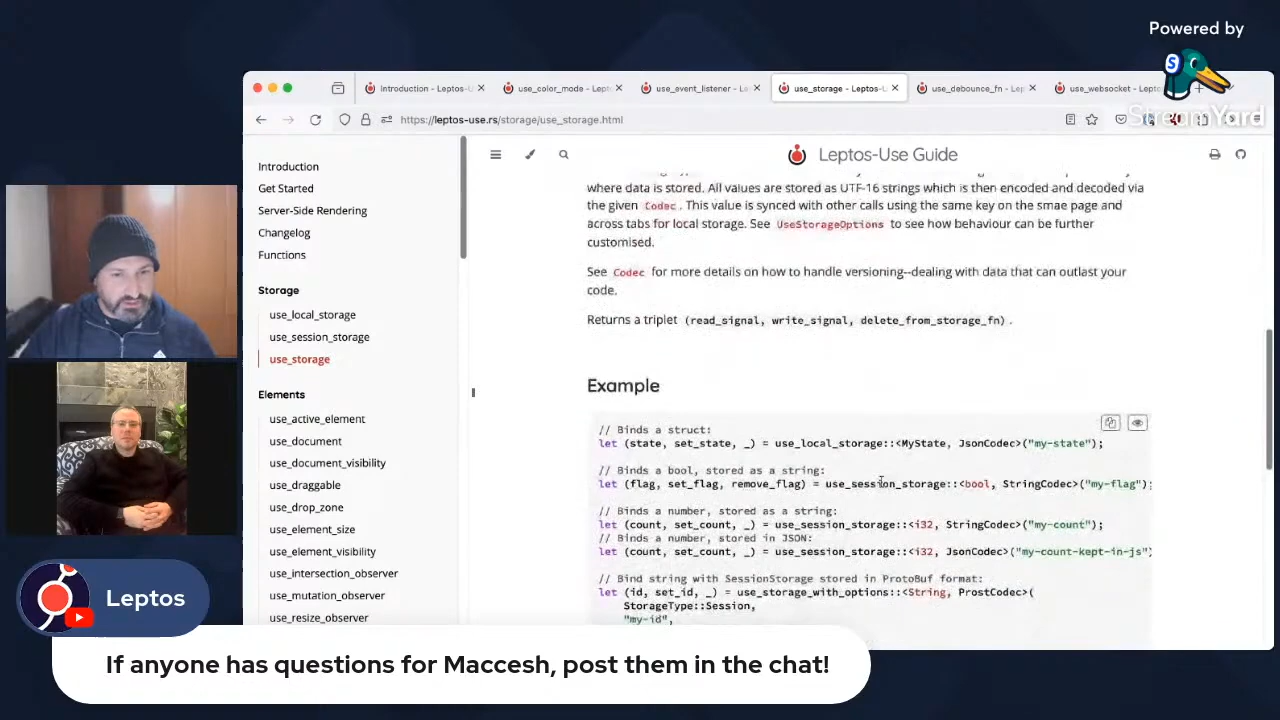 Powered by
S
StreamYard
Introduction - Leptos-U
use_color_mode - Leptos-
use_event_listener - Le
use_storage - Leptos-U
use_debounce_fn - Lep
use_websocket - Lepto
https://leptos-use.rs/storage/use_storage.html
Leptos-Use Guide
Introduction
Get Started
Server-Side Rendering
Changelog
Functions
Storage
use_local_storage
use_session_storage
use_storage
Elements
use_active_element
use_document
use_document_visibility
use_draggable
use_drop_zone
use_element_size
use_element_visibility
use_intersection_observer
use_mutation_observer
use_resize_observer
where data is stored. All values are stored as UTF-16 strings which is then encoded and decoded via
the given Codec. This value is synced with other calls using the same key on the smae page and
across tabs for local storage. See UseStorageOptions to see how behaviour can be further
customised.
See Codec for more details on how to handle versioning--dealing with data that can outlast your
code.
Returns a triplet (read_signal, write_signal, delete_from_storage_fn) .
Example
// Binds a struct:
let (state, set_state, _) = use_local_storage::<MyState, JsonCodec>("my-state");
// Binds a bool, stored as a string:
let (flag, set_flag, remove_flag) = use_session_storage::<bool, StringCodec>("my-flag");
// Binds a number, stored as a string:
let (count, set_count, _) = use_session_storage::<i32, StringCodec>("my-count");
// Binds a number, stored in JSON:
let (count, set_count, _) = use_session_storage::<i32, JsonCodec>("my-count-kept-in-js")
// Bind string with SessionStorage stored in ProtoBuf format:
let (id, set_id, _) = use_storage_with_options::<String, ProstCodec>(
StorageType::Session,
"my-id",
Leptos
If anyone has questions for Maccesh, post them in the chat!